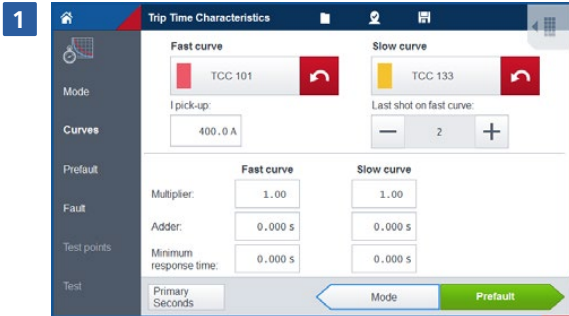 1
Trip Time Characteristics
Mode
Curves
Prefault
Fault
Test points
Test
Fast curve
Slow curve
TCC 101
TCC 133
I pick-up:
Last shot on fast curve:
400.0 A
2
Fast curve
Slow curve
Multiplier:
1.00
1.00
Adder:
0.000 s
0.000 s
Minimum
response time:
0.000 s
0.000 s
Primary
Seconds
Mode
Prefault